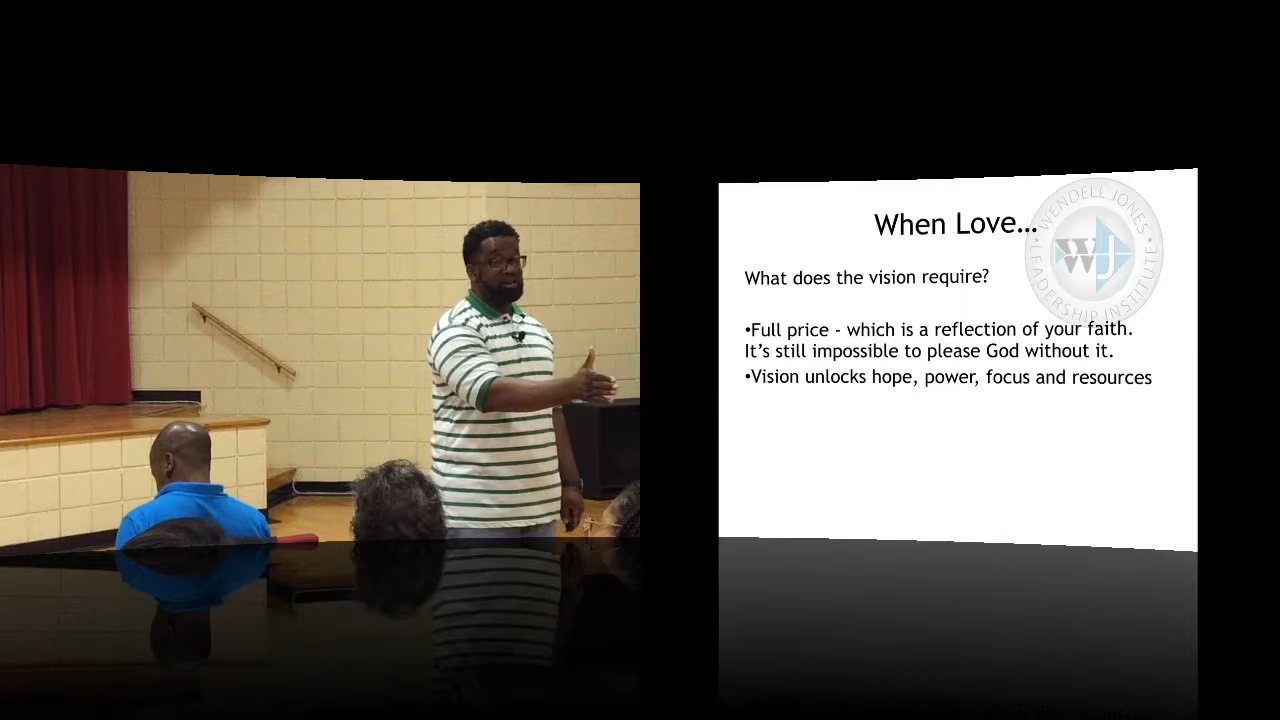 When Love...
WENDELL JONES
WJ
LEADERSHIP INSTITUTE
What does the vision require?
•Full price - which is a reflection of your faith.
It's still impossible to please God without it.
•Vision unlocks hope, power, focus and resources